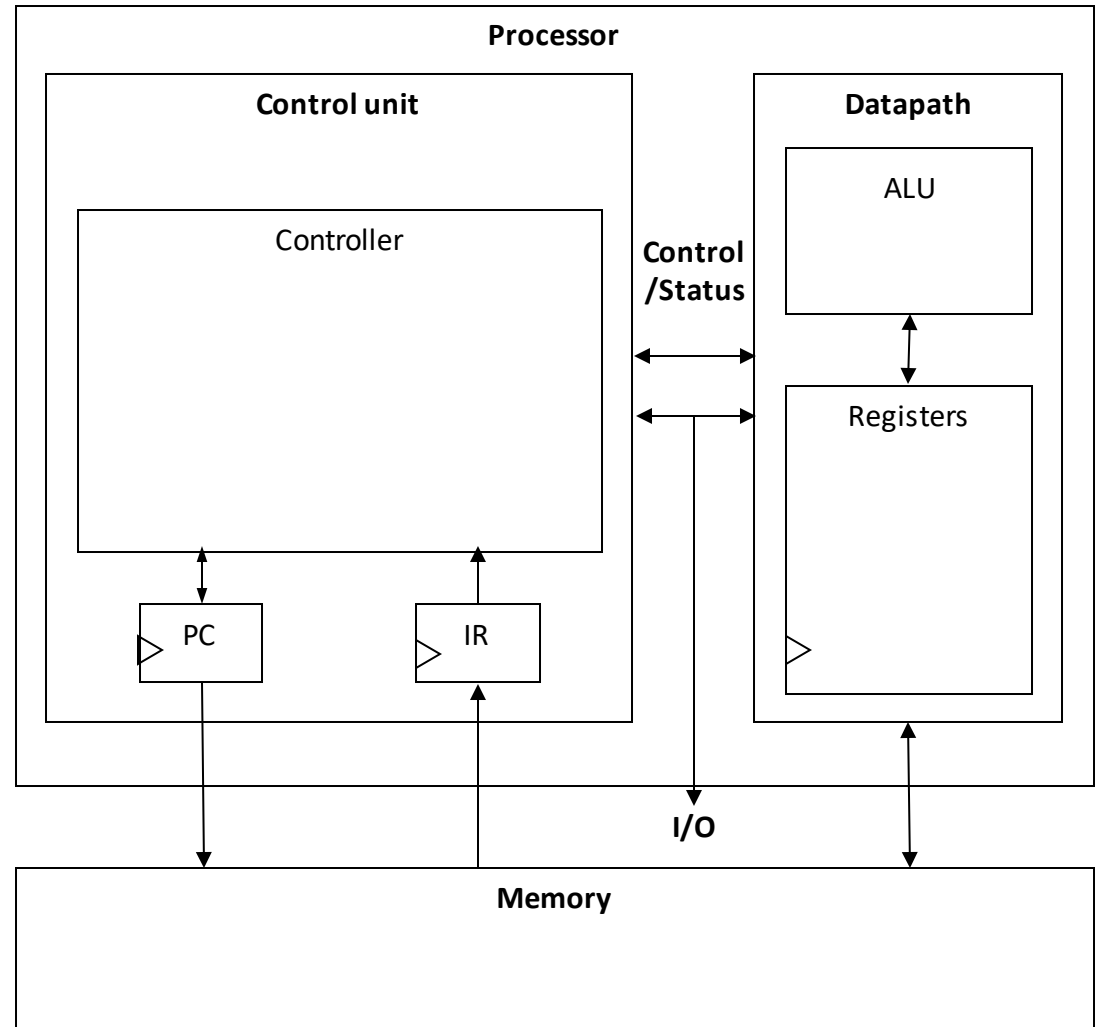 Processor
Control unit
Datapath
ALU
Controller
Control
/Status
Registers
PC
IR
I/O
Memory